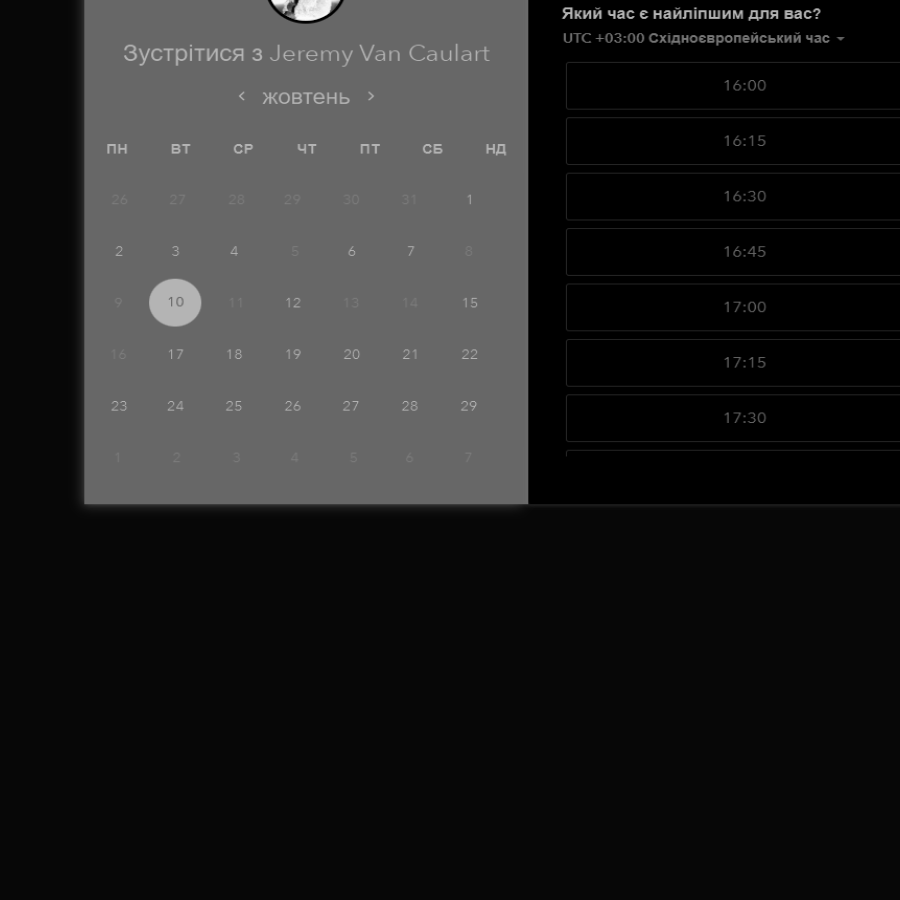 Зустрітися з Jeremy Van Caulart
жовтень
ПН ВТ СР ЧТ ПТ СБ НД
26 27 28 29 30 31 1
2 3 4 5 6 7 8
9 10 11 12 13 14 15
16 17 18 19 20 21 22
23 24 25 26 27 28 29
1 2 3 4 5 6 7
Який час є найліпшим для вас?
UTC +03:00 Східноєвропейський час
16:00
16:15
16:30
16:45
17:00
17:15
17:30